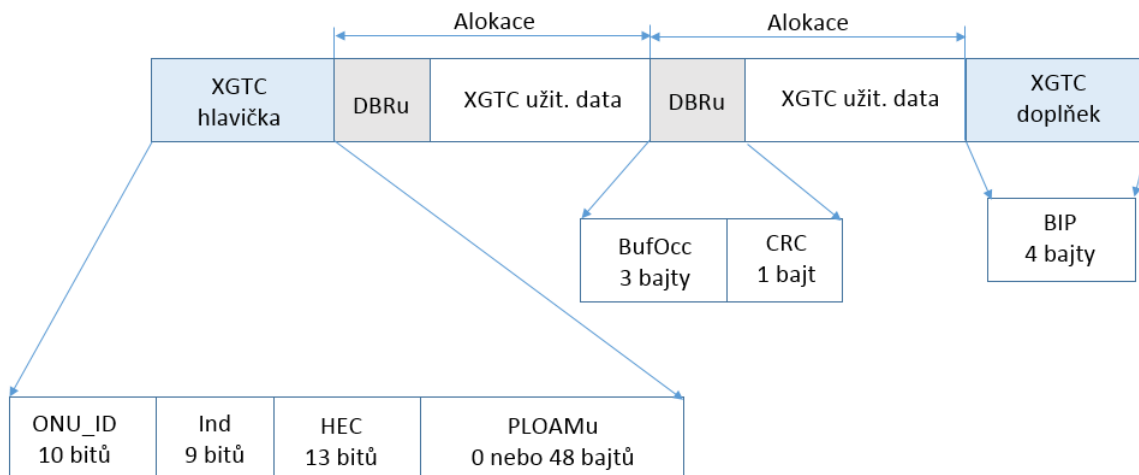 Alokace
Alokace
XGTC
hlavička
DBRu
XGTC užit. data
DBRu
XGTC užit. data
XGTC
doplněk
BufOcc
3 bajty
CRC
1 bajt
BIP
4 bajty
ONU_ID
10 bitů
Ind
9 bitů
HEC
13 bitů
PLOAMu
0 nebo 48 bajtů